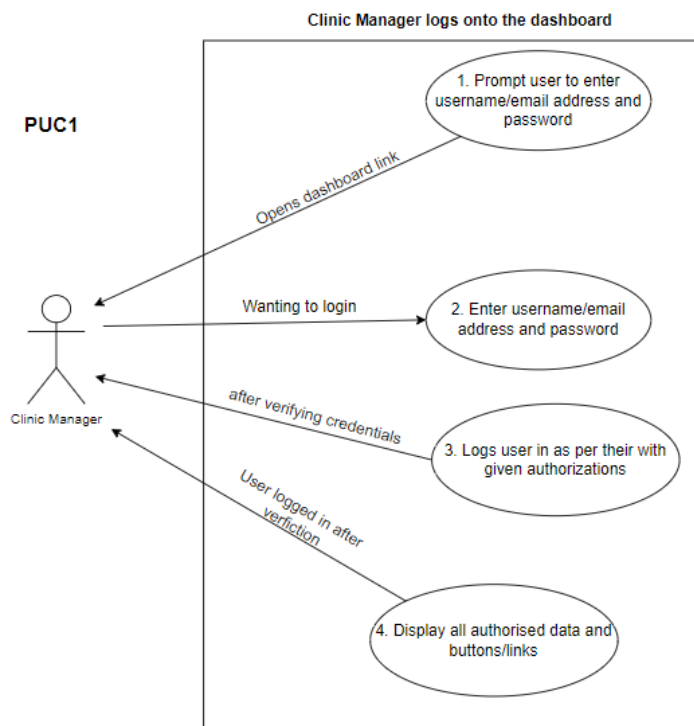 Clinic Manager logs onto the dashboard
1. Prompt user to enter
username/email address and
password
PUC1
Opens dashboard link
Wanting to login
2. Enter username/email
address and password
Clinic Manager
after verifying credentials
3. Logs user in as per their with
given authorizations
User logged in after
verfiction
4. Display all authorised data and
buttons/links